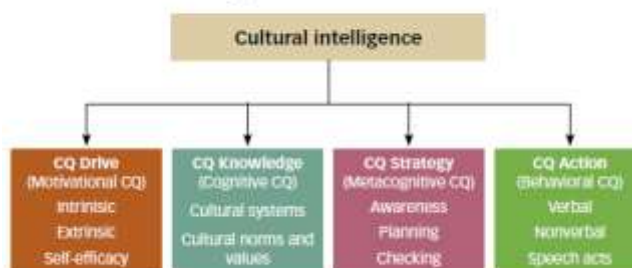 Cultural intelligence
CQ Drive
(Motivational CQ)
Intrinisic
Extrinsic
Self-efficacy
CQ Knowledge
(Cognitive CQ)
Cultural systems
Cultural norms and
values
CQ Strategy
(Metacognitive CQ)
Awareness
Planning
Checking
CQ Action
(Behavioral CQ)
Verbal
Nonverbal
Speech acts